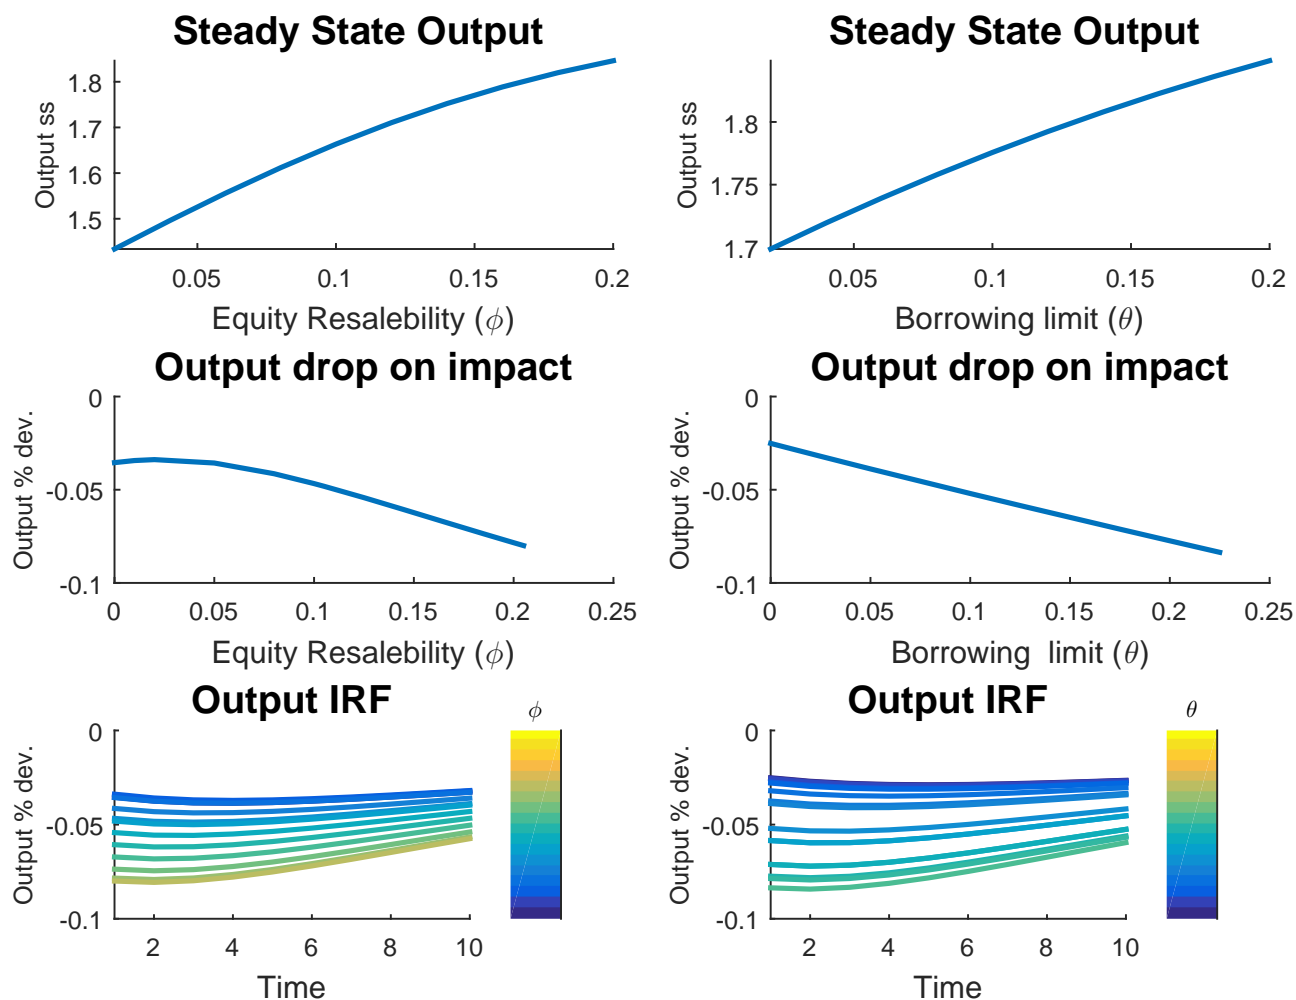 Steady State Output
Output ss
1.8
1.7
1.6
1.5
0.05 0.1 0.15 0.2
Equity Resalebility (ϕ)
Steady State Output
Output ss
1.8
1.75
1.7
0.05 0.1 0.15 0.2
Borrowing limit (θ)
Output drop on impact
Output % dev.
0
-0.05
-0.1
0 0.05 0.1 0.15 0.2 0.25
Equity Resalebility (ϕ)
Output drop on impact
Output % dev.
0
-0.05
-0.1
0 0.05 0.1 0.15 0.2 0.25
Borrowing limit (θ)
Output IRF
ϕ
Output % dev.
0
-0.05
-0.1
2 4 6 8 10
Time
Output IRF
θ
Output % dev.
0
-0.05
-0.1
2 4 6 8 10
Time